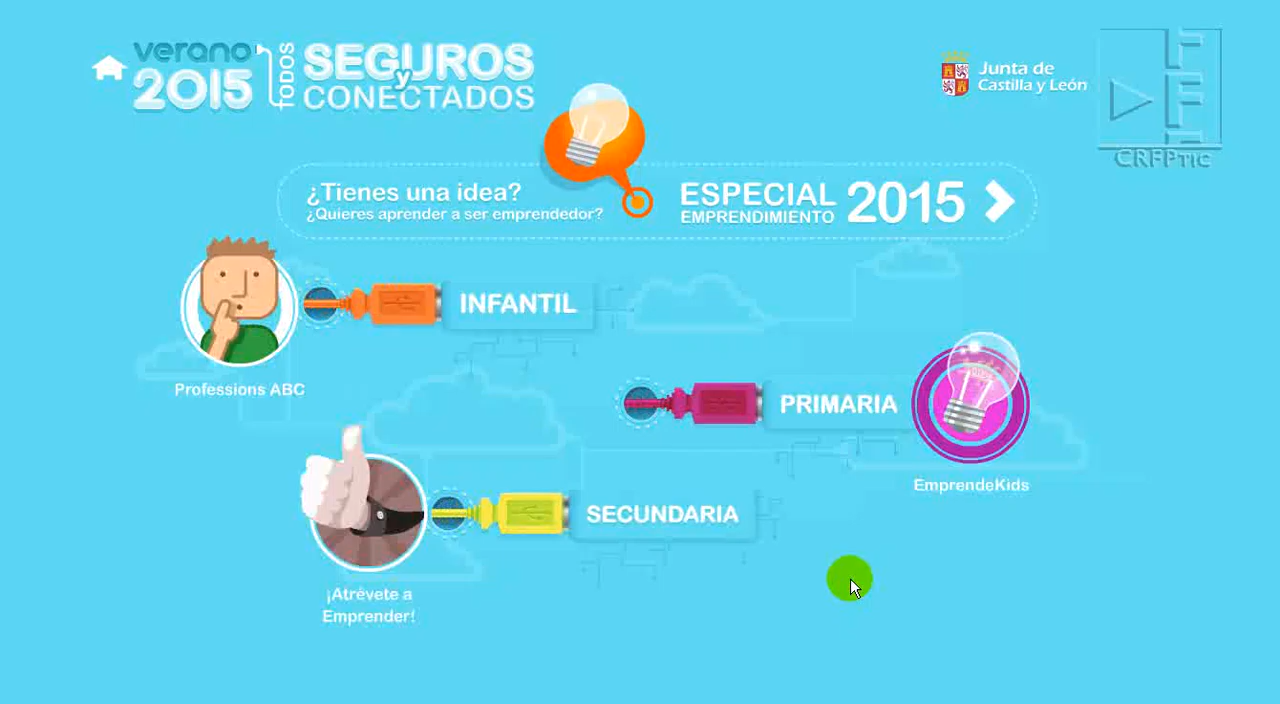 verano
2015
TODOS
SEGUROS
y
CONECTADOS
Junta de
Castilla y León
CRFPTIC
¿Tienes una idea?
¿Quieres aprender a ser emprendedor?
ESPECIAL
EMPRENDIMIENTO
2015
INFANTIL
Professions ABC
PRIMARIA
EmprendeKids
SECUNDARIA
¡Atrévete a
Emprender!